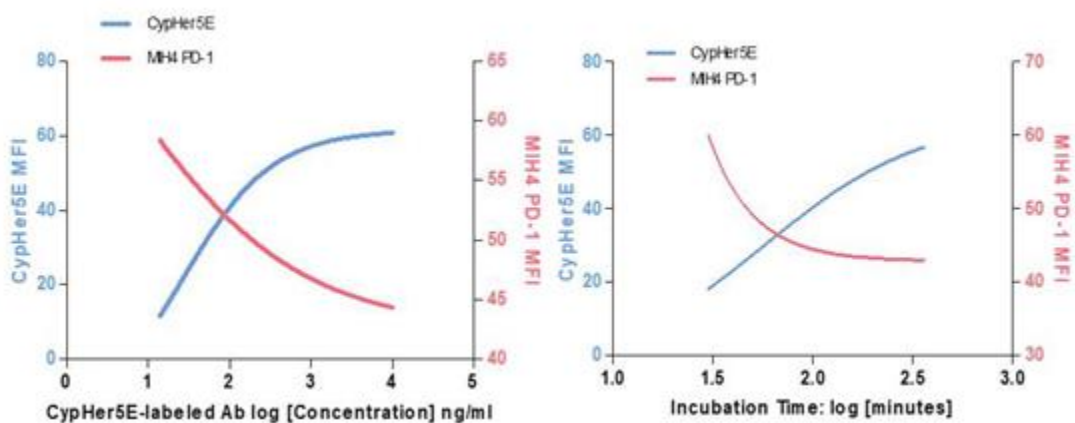 CypHer5E
MIH4 PD-1
80
60
40
20
0
CypHer5E MFI
65
60
55
50
45
40
MIH4 PD-1 MFI
0 1 2 3 4 5
CypHer5E-labeled Ab log [Concentration] ng/ml
CypHer5E
MIH4 PD-1
80
60
40
20
0
CypHer5E MFI
70
60
50
40
30
MIH4 PD-1 MFI
1.0 1.5 2.0 2.5 3.0
Incubation Time: log [minutes]